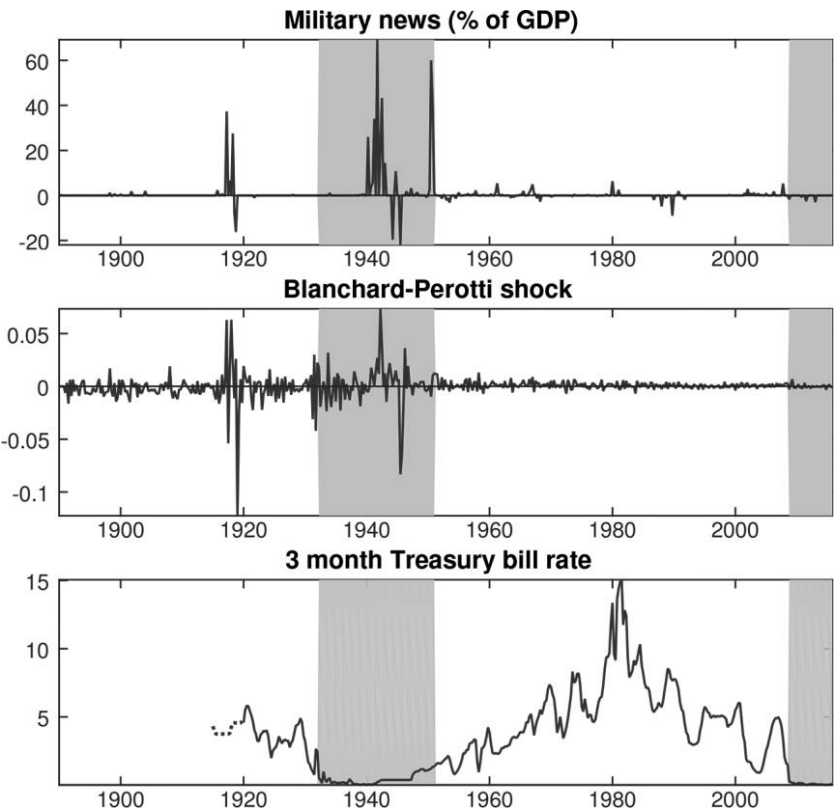 Military news (% of GDP)
60
40
20
0
-20
1900 1920 1940 1960 1980 2000
Blanchard-Perotti shock
0.05
0
-0.05
-0.1
1900 1920 1940 1960 1980 2000
3 month Treasury bill rate
15
10
5
1900 1920 1940 1960 1980 2000